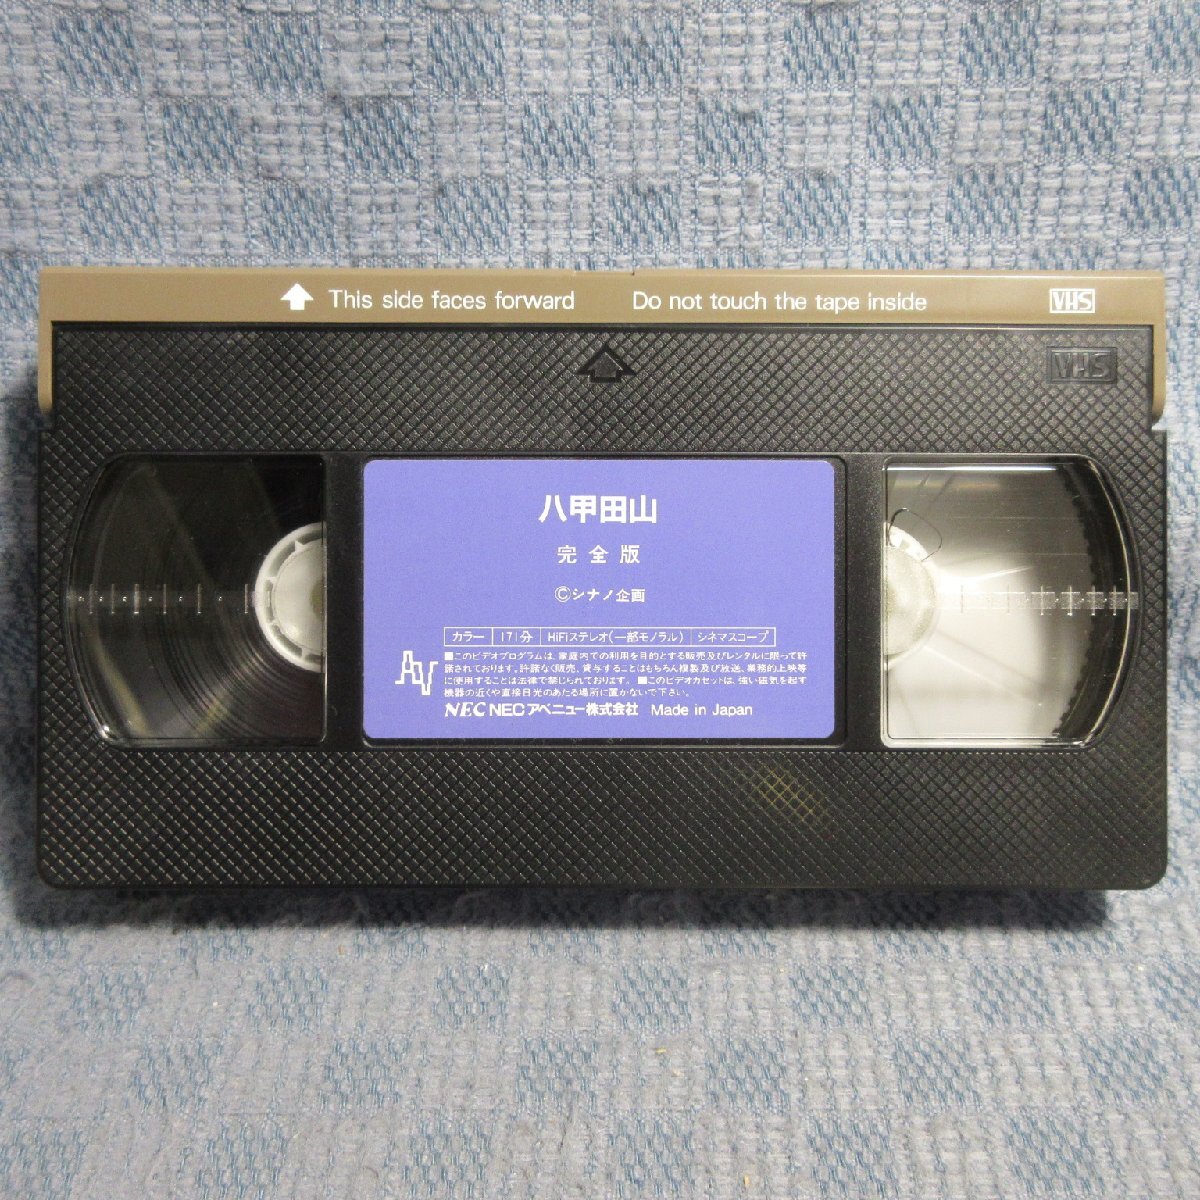 This side faces forward Do not touch the tape inside VHS
VHS
八甲田山
完全版
©シナノ企画
カラー 171分 HiFiステレオ(一部モノラル) シネマスコープ
■このビデオプログラムは、家庭内での利用を目的とする販売及びレンタルに限って許
諾されております。許諾なく販売、貸与することはもちろん複製及び放送、業務的上映等
に使用することは法律で禁じられております。■このビデオカセットは、強い磁気を起す
機器の近くや直接日光のあたる場所に置かないで下さい。
NEC NECアベニュー株式会社 Made in Japan